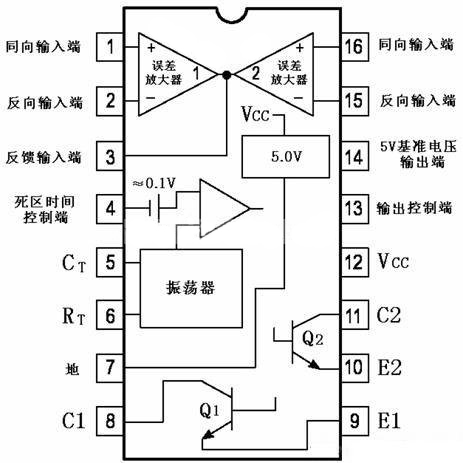 同向输入端 1 + 误差放大器 1 2 误差放大器 + 16 同向输入端
反向输入端 2 − − 15 反向输入端
VCC
反馈输入端 3 5.0V 14 5V基准电压
输出端
死区时间
控制端 4 ≈0.1V 13 输出控制端
CT 5 振荡器 12 VCC
RT 6 11 C2
Q2
地 7 10 E2
C1 8 Q1 9 E1